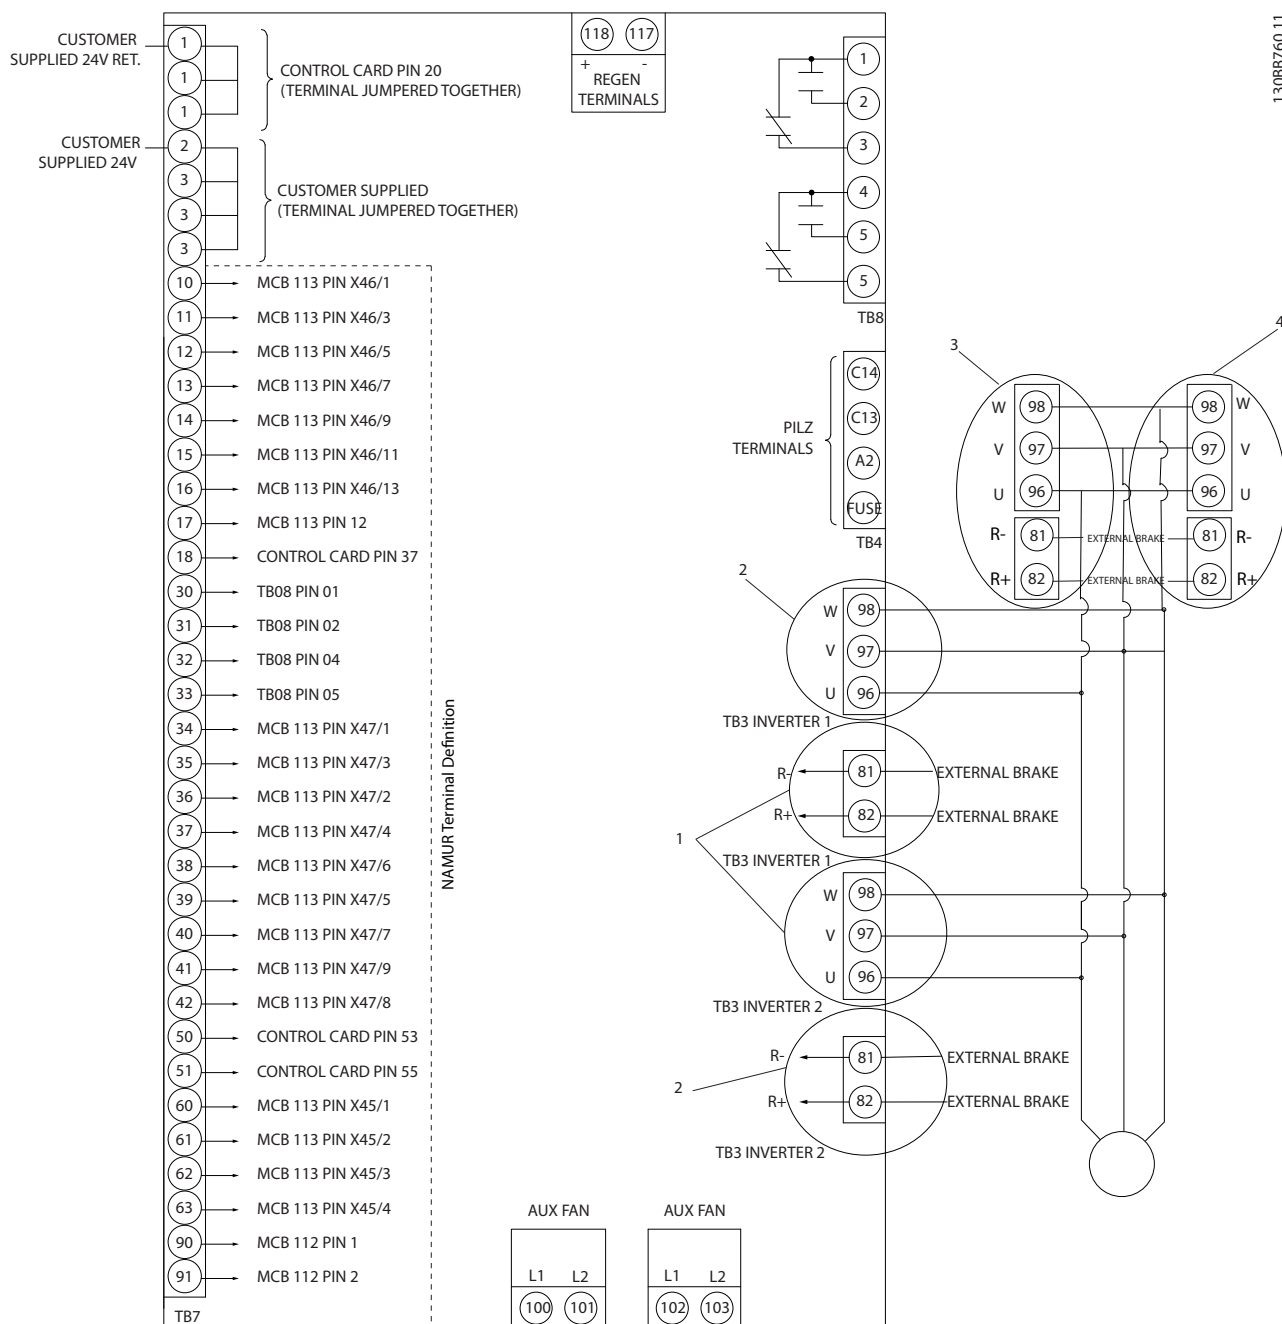 130BB760.11
CUSTOMER
SUPPLIED 24V RET.
1
1
1
CONTROL CARD PIN 20
(TERMINAL JUMPERED TOGETHER)
CUSTOMER
SUPPLIED 24V
2
3
3
3
CUSTOMER SUPPLIED
(TERMINAL JUMPERED TOGETHER)
10 MCB 113 PIN X46/1
11 MCB 113 PIN X46/3
12 MCB 113 PIN X46/5
13 MCB 113 PIN X46/7
14 MCB 113 PIN X46/9
15 MCB 113 PIN X46/11
16 MCB 113 PIN X46/13
17 MCB 113 PIN 12
18 CONTROL CARD PIN 37
30 TB08 PIN 01
31 TB08 PIN 02
32 TB08 PIN 04
33 TB08 PIN 05
34 MCB 113 PIN X47/1
35 MCB 113 PIN X47/3
36 MCB 113 PIN X47/2
37 MCB 113 PIN X47/4
38 MCB 113 PIN X47/6
39 MCB 113 PIN X47/5
40 MCB 113 PIN X47/7
41 MCB 113 PIN X47/9
42 MCB 113 PIN X47/8
50 CONTROL CARD PIN 53
51 CONTROL CARD PIN 55
60 MCB 113 PIN X45/1
61 MCB 113 PIN X45/2
62 MCB 113 PIN X45/3
63 MCB 113 PIN X45/4
90 MCB 112 PIN 1
91 MCB 112 PIN 2
TB7
NAMUR Terminal Definition
118 117
+ -
REGEN
TERMINALS
1
2
3
4
5
5
TB8
PILZ
TERMINALS
C14
C13
A2
FUSE
TB4
2
W 98
V 97
U 96
TB3 INVERTER 1
1
R- 81 EXTERNAL BRAKE
R+ 82 EXTERNAL BRAKE
TB3 INVERTER 1
W 98
V 97
U 96
TB3 INVERTER 2
2
R- 81 EXTERNAL BRAKE
R+ 82 EXTERNAL BRAKE
TB3 INVERTER 2
3
4
W 98 98 W
V 97 97 V
U 96 96 U
R- 81 EXTERNAL BRAKE 81 R-
R+ 82 EXTERNAL BRAKE 82 R+
AUX FAN
L1 L2
100 101
AUX FAN
L1 L2
102 103